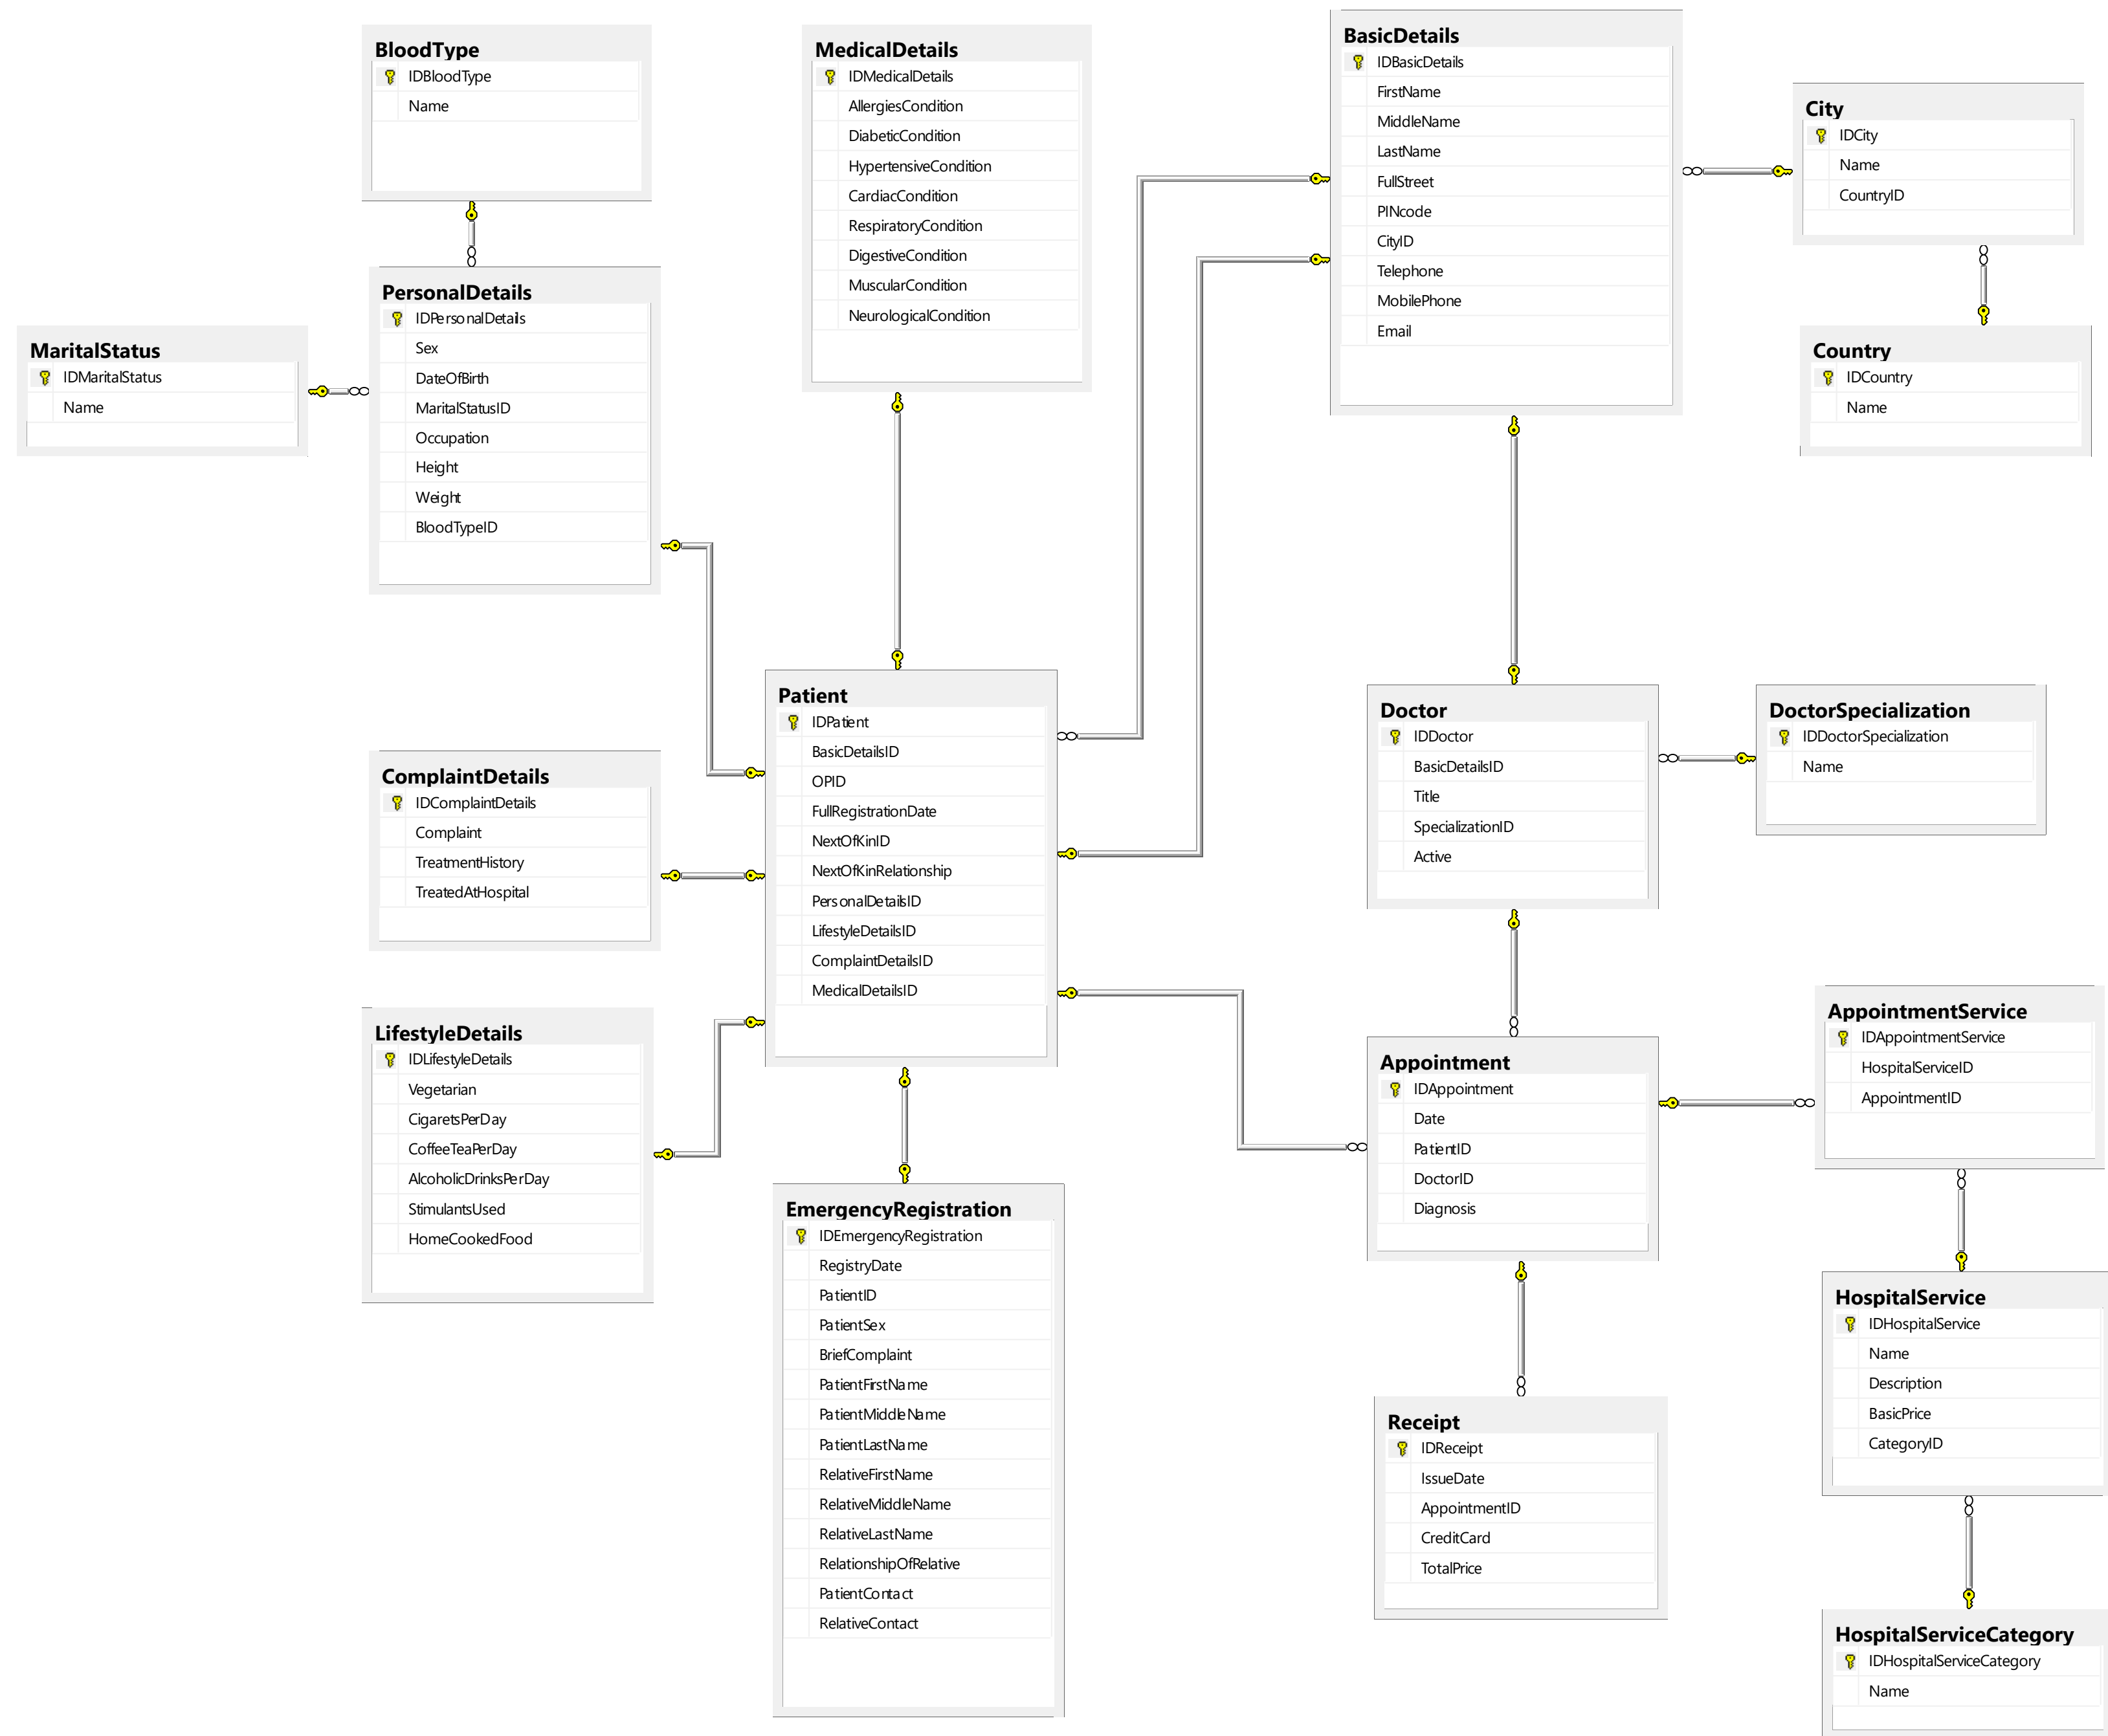 BloodType
IDBloodType
Name
MedicalDetails
IDMedicalDetails
AllergiesCondition
DiabeticCondition
HypertensiveCondition
CardiacCondition
RespiratoryCondition
DigestiveCondition
MuscularCondition
NeurologicalCondition
BasicDetails
IDBasicDetails
FirstName
MiddleName
LastName
FullStreet
PINcode
CityID
Telephone
MobilePhone
Email
City
IDCity
Name
CountryID
Country
IDCountry
Name
PersonalDetails
IDPersonalDetails
Sex
DateOfBirth
MaritalStatusID
Occupation
Height
Weight
BloodTypeID
MaritalStatus
IDMaritalStatus
Name
Patient
IDPatient
BasicDetailsID
OPID
FullRegistrationDate
NextOfKinID
NextOfKinRelationship
PersonalDetailsID
LifestyleDetailsID
ComplaintDetailsID
MedicalDetailsID
Doctor
IDDoctor
BasicDetailsID
Title
SpecializationID
Active
DoctorSpecialization
IDDoctorSpecialization
Name
ComplaintDetails
IDComplaintDetails
Complaint
TreatmentHistory
TreatedAtHospital
LifestyleDetails
IDLifestyleDetails
Vegetarian
CigaretsPerDay
CoffeeTeaPerDay
AlcoholicDrinksPerDay
StimulantsUsed
HomeCookedFood
Appointment
IDAppointment
Date
PatientID
DoctorID
Diagnosis
AppointmentService
IDAppointmentService
HospitalServiceID
AppointmentID
EmergencyRegistration
IDEmergencyRegistration
RegistryDate
PatientID
PatientSex
BriefComplaint
PatientFirstName
PatientMiddleName
PatientLastName
RelativeFirstName
RelativeMiddleName
RelativeLastName
RelationshipOfRelative
PatientContact
RelativeContact
Receipt
IDReceipt
IssueDate
AppointmentID
CreditCard
TotalPrice
HospitalService
IDHospitalService
Name
Description
BasicPrice
CategoryID
HospitalServiceCategory
IDHospitalServiceCategory
Name